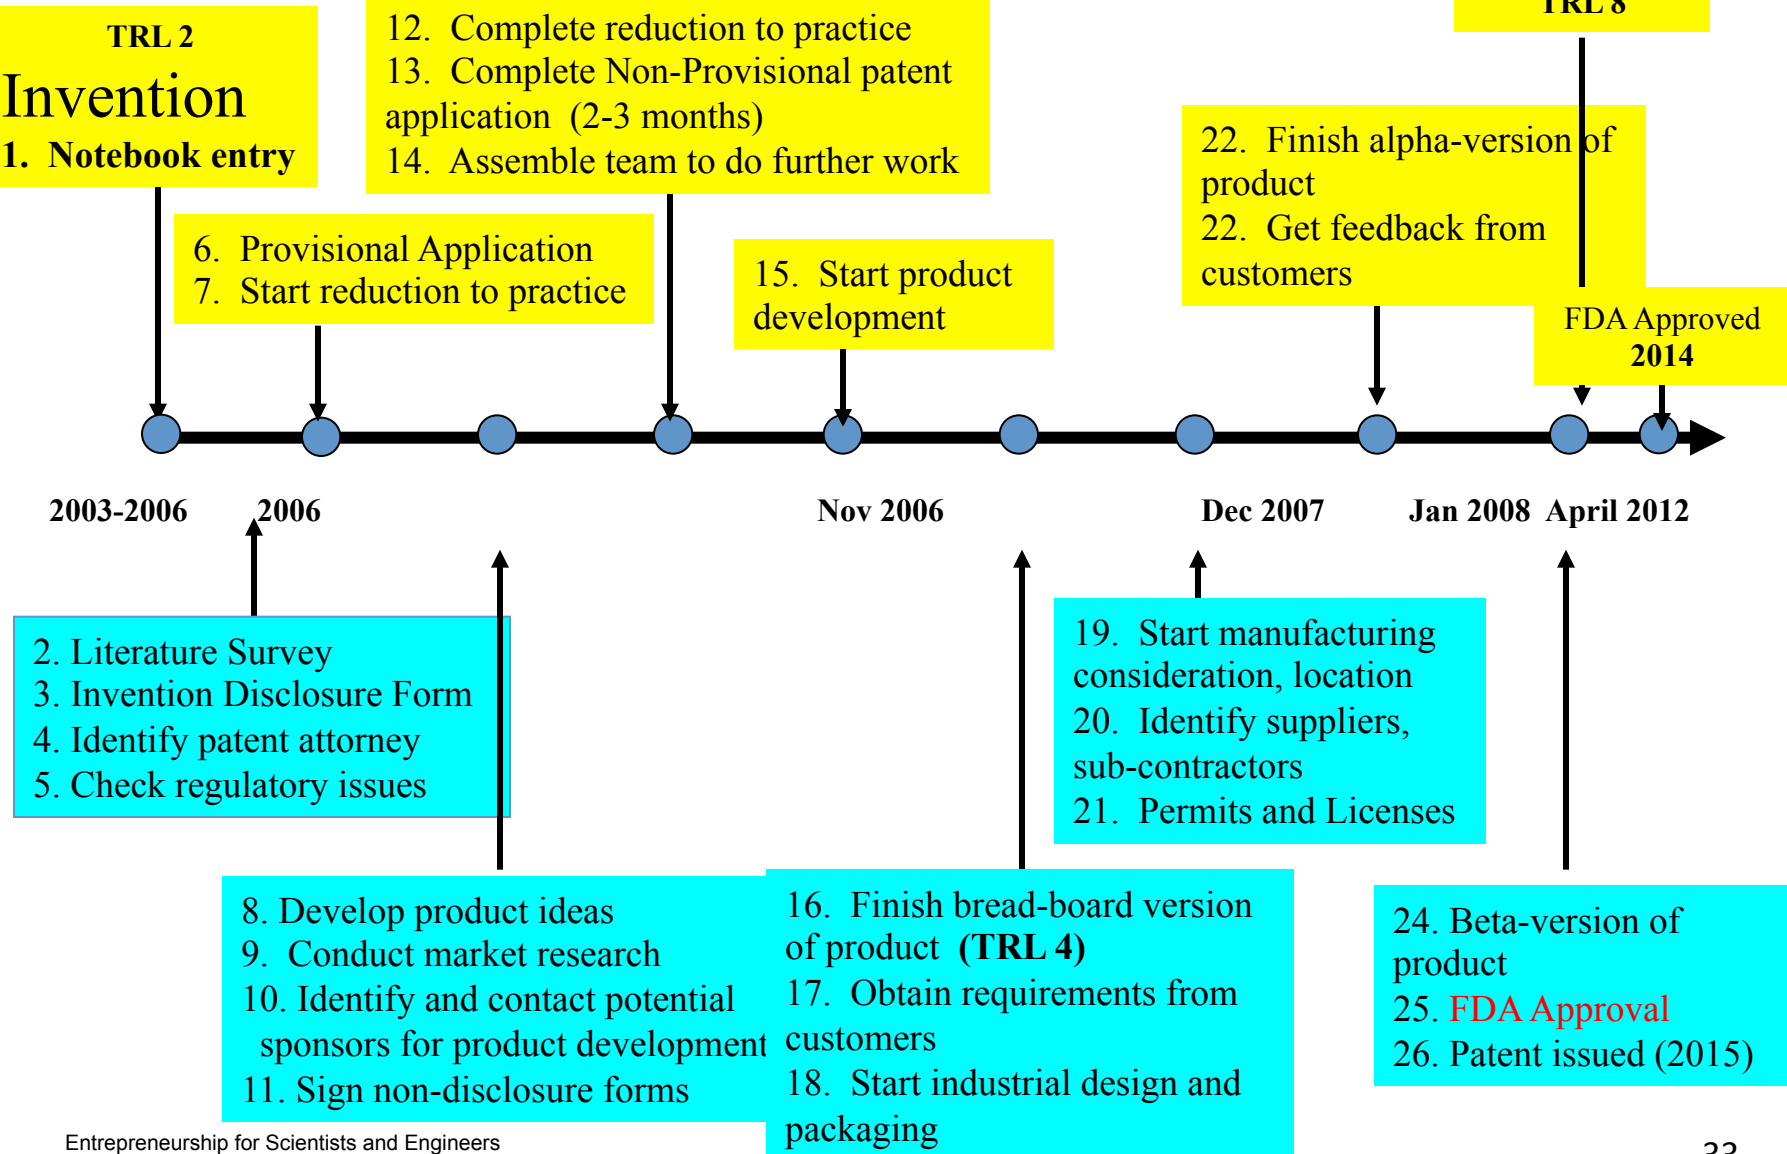 TRL 2
Invention
1. Notebook entry
12. Complete reduction to practice
13. Complete Non-Provisional patent
application (2-3 months)
14. Assemble team to do further work
TRL 8
6. Provisional Application
7. Start reduction to practice
15. Start product
development
22. Finish alpha-version of
product
22. Get feedback from
customers
FDA Approved
2014
2003-2006
2006
Nov 2006
Dec 2007
Jan 2008
April 2012
2. Literature Survey
3. Invention Disclosure Form
4. Identify patent attorney
5. Check regulatory issues
8. Develop product ideas
9. Conduct market research
10. Identify and contact potential
sponsors for product development
11. Sign non-disclosure forms
16. Finish bread-board version
of product (TRL 4)
17. Obtain requirements from
customers
18. Start industrial design and
packaging
19. Start manufacturing
consideration, location
20. Identify suppliers,
sub-contractors
21. Permits and Licenses
24. Beta-version of
product
25. FDA Approval
26. Patent issued (2015)
Entrepreneurship for Scientists and Engineers
33